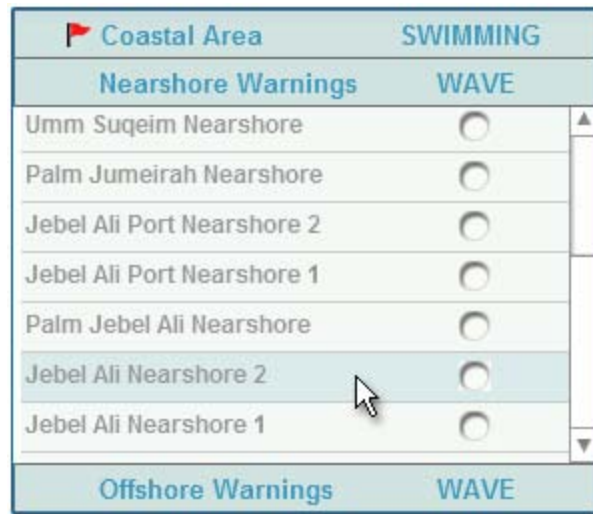 Coastal Area SWIMMING
Nearshore Warnings WAVE
Umm Suqeim Nearshore
Palm Jumeirah Nearshore
Jebel Ali Port Nearshore 2
Jebel Ali Port Nearshore 1
Palm Jebel Ali Nearshore
Jebel Ali Nearshore 2
Jebel Ali Nearshore 1
Offshore Warnings WAVE